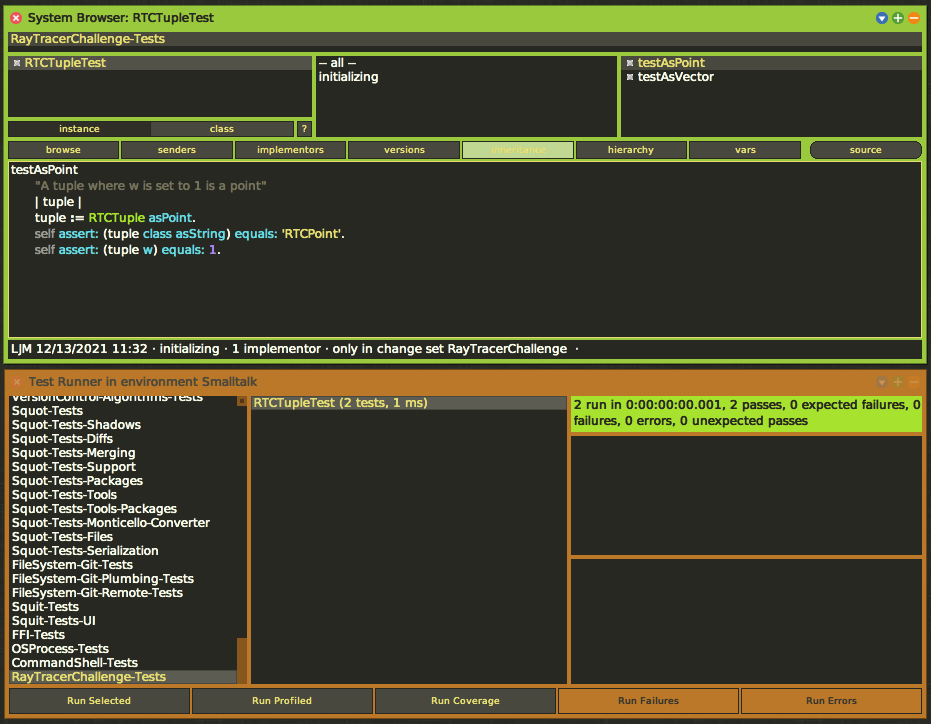 System Browser: RTCTupleTest
RayTracerChallenge-Tests
RTCTupleTest
-- all --
initializing
testAsPoint
testAsVector
instance
class
?
browse
senders
implementors
versions
inheritance
hierarchy
vars
source
testAsPoint
"A tuple where w is set to 1 is a point"
| tuple |
tuple := RTCTuple asPoint.
self assert: (tuple class asString) equals: 'RTCPoint'.
self assert: (tuple w) equals: 1.
LJM 12/13/2021 11:32 · initializing · 1 implementor · only in change set RayTracerChallenge ·
Test Runner in environment Smalltalk
VersionControl-Algorithms-Tests
Squot-Tests
Squot-Tests-Shadows
Squot-Tests-Diffs
Squot-Tests-Merging
Squot-Tests-Support
Squot-Tests-Packages
Squot-Tests-Tools
Squot-Tests-Tools-Packages
Squot-Tests-Monticello-Converter
Squot-Tests-Files
Squot-Tests-Serialization
FileSystem-Git-Tests
FileSystem-Git-Plumbing-Tests
FileSystem-Git-Remote-Tests
Squit-Tests
Squit-Tests-UI
FFI-Tests
OSProcess-Tests
CommandShell-Tests
RayTracerChallenge-Tests
RTCTupleTest (2 tests, 1 ms)
2 run in 0:00:00:00.001, 2 passes, 0 expected failures, 0
failures, 0 errors, 0 unexpected passes
Run Selected
Run Profiled
Run Coverage
Run Failures
Run Errors